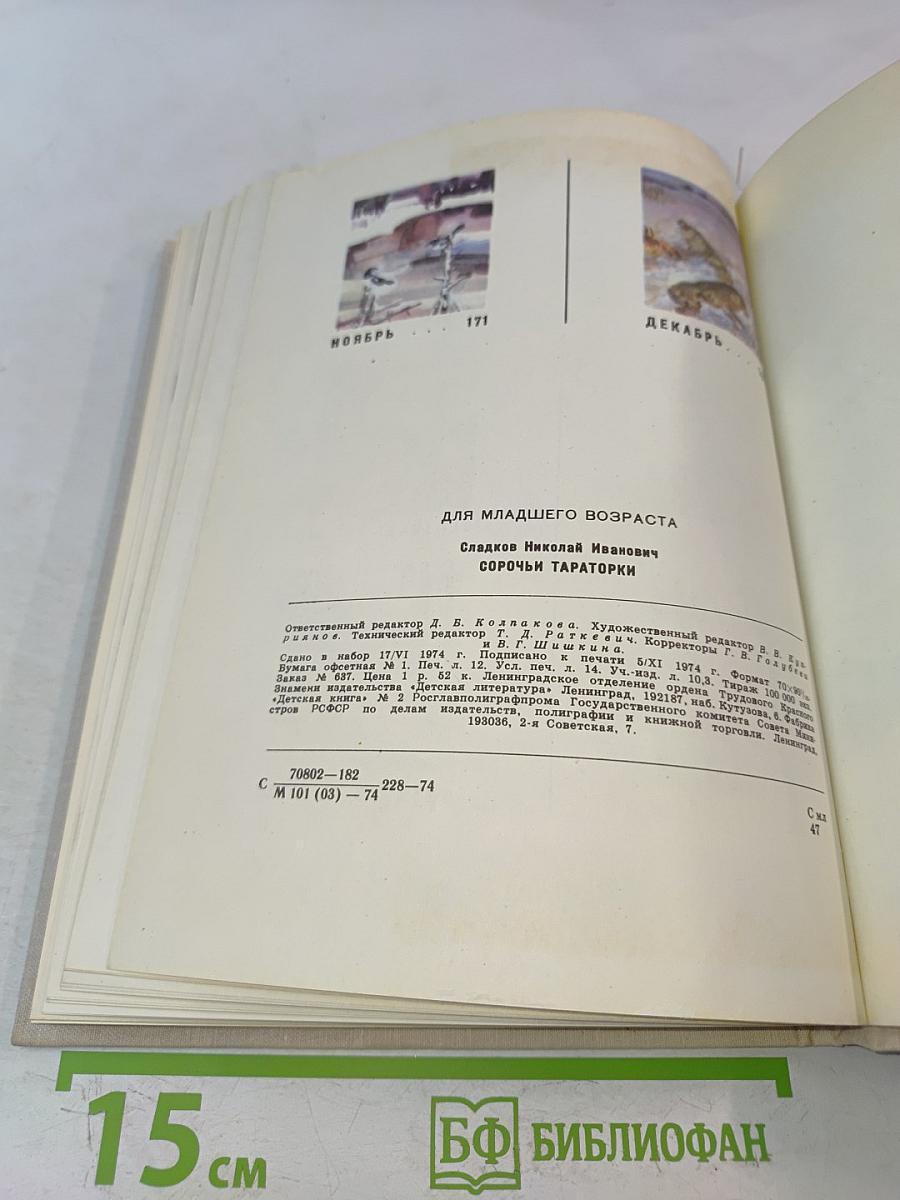 НОЯБРЬ . . . 171
ДЕКАБРЬ . .
ДЛЯ МЛАДШЕГО ВОЗРАСТА
Сладков Николай Иванович
СОРОЧЬИ ТАРАТОРКИ
Ответственный редактор Д. Б. Колпакова. Художественный редактор В. В. Куп-
риянов. Технический редактор Т. Д. Раткевич. Корректоры Г. В. Голубева
и В. Г. Шишкина.
Сдано в набор 17/VI 1974 г. Подписано к печати 5/XI 1974 г. Формат 70×90
Бумага офсетная № 1. Печ. л. 12. Усл. печ. л. 14. Уч.-изд. л. 10,3. Тираж 100 000 экз.
Заказ № 637. Цена 1 р. 52 к. Ленинградское отделение ордена Трудового Красного
Знамени издательства «Детская литература» Ленинград, 192187, наб. Кутузова, 6. Фабрика
«Детская книга» № 2 Росглавполиграфпрома Государственного комитета Совета Мини-
стров РСФСР по делам издательств, полиграфии и книжной торговли. Ленинград,
193036, 2-я Советская, 7.
С 70802—182
М 101 (03) — 74 228—74
С мл
47
15 см
БФ БИБЛИОФАН